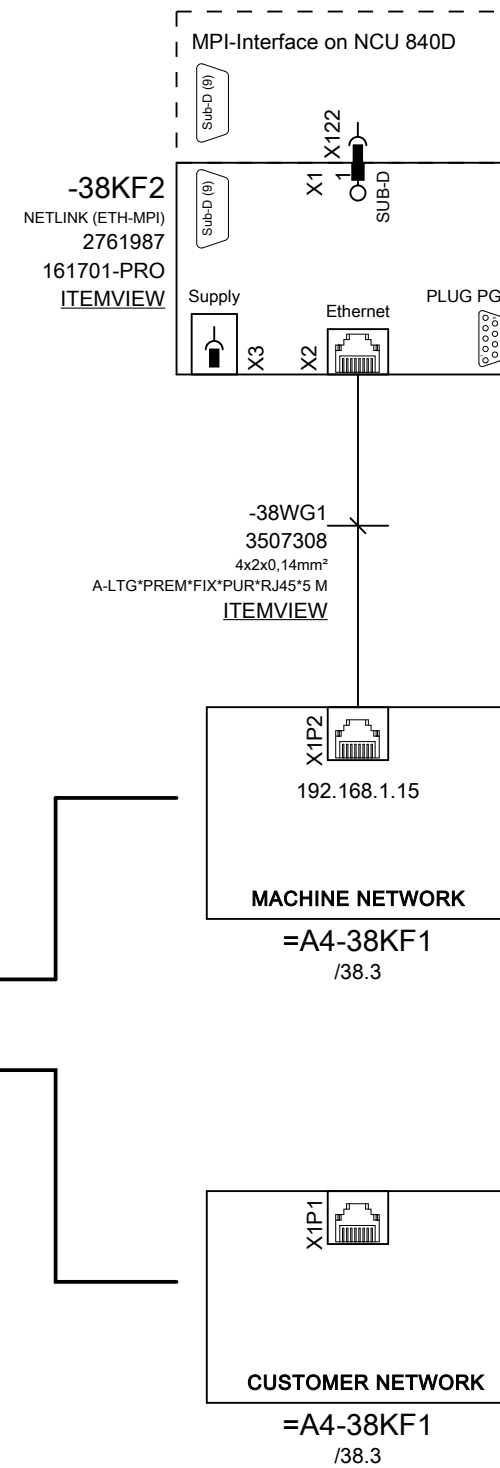 MPI-Interface on NCU 840D
Sub-D (9)
X122
X1
1
SUB-D
-38KF2
NETLINK (ETH-MPI)
2761987
161701-PRO
ITEMVIEW
Sub-D (9)
Supply
X3
Ethernet
X2
PLUG PG
-38WG1
3507308
4x2x0,14mm²
A-LTG*PREM*FIX*PUR*RJ45*5 M
ITEMVIEW
X1P2
192.168.1.15
MACHINE NETWORK
=A4-38KF1
/38.3
X1P1
CUSTOMER NETWORK
=A4-38KF1
/38.3